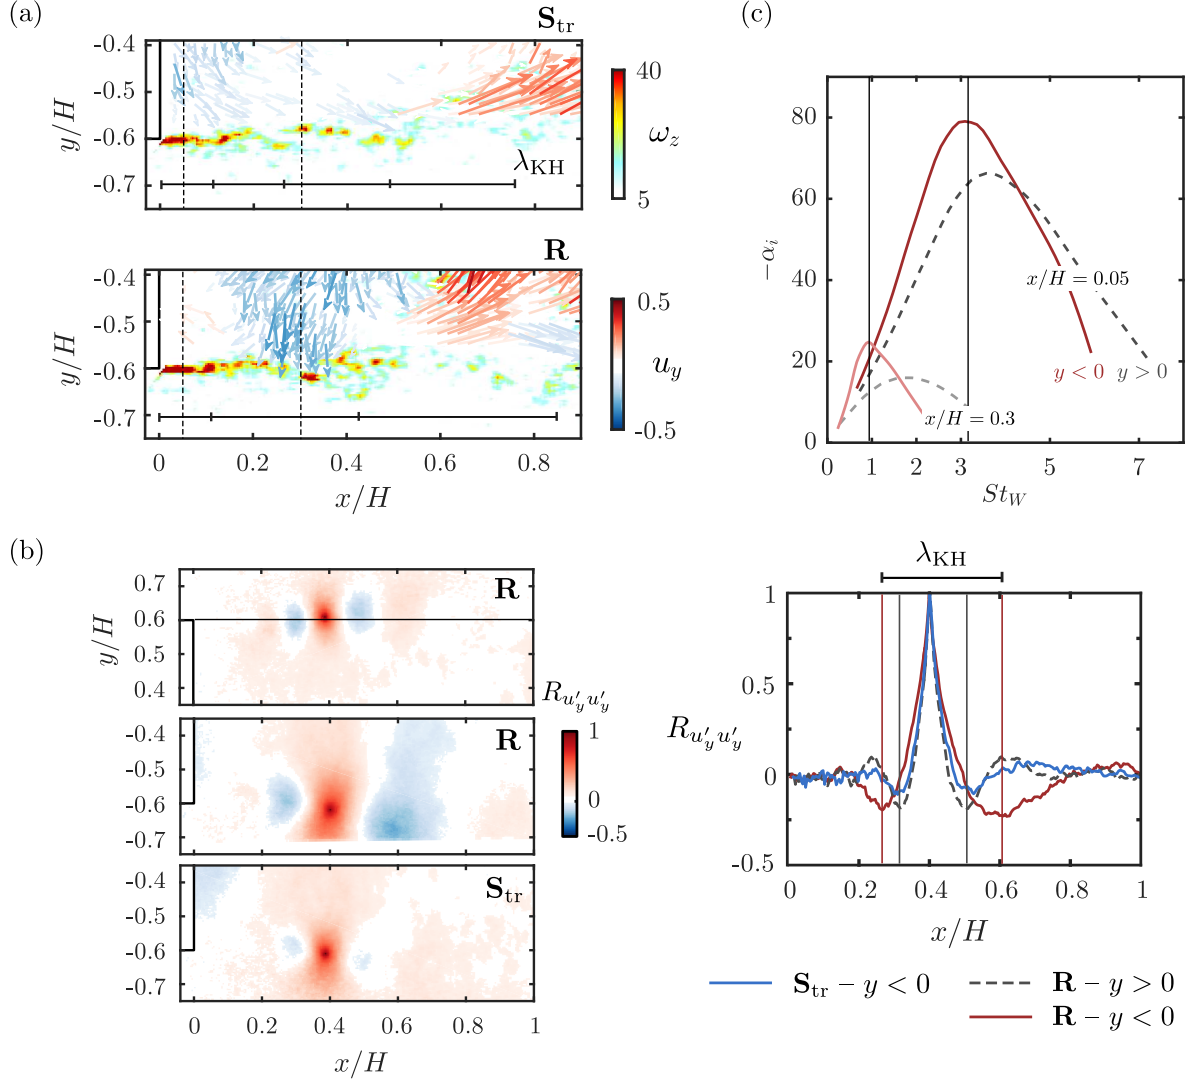 (a)
S_tr
-0.4
-0.5
-0.6
-0.7
y/H
λ_KH
40
ω_z
5
R
-0.4
-0.5
-0.6
-0.7
y/H
0.5
u_y
-0.5
0
0.2
0.4
0.6
0.8
x/H
(c)
80
60
40
20
0
−α_i
x/H = 0.05
y < 0
y > 0
x/H = 0.3
0
1
2
3
5
7
St_W
(b)
0.7
0.6
0.5
0.4
y/H
R
-0.4
-0.5
-0.6
-0.7
R
-0.4
-0.5
-0.6
-0.7
S_tr
R_{u′_y u′_y}
1
0
-0.5
0
0.2
0.4
0.6
0.8
1
x/H
λ_KH
1
R_{u′_y u′_y}
0
-0.5
0
0.2
0.4
0.6
0.8
1
x/H
S_tr – y < 0
R – y > 0
R – y < 0